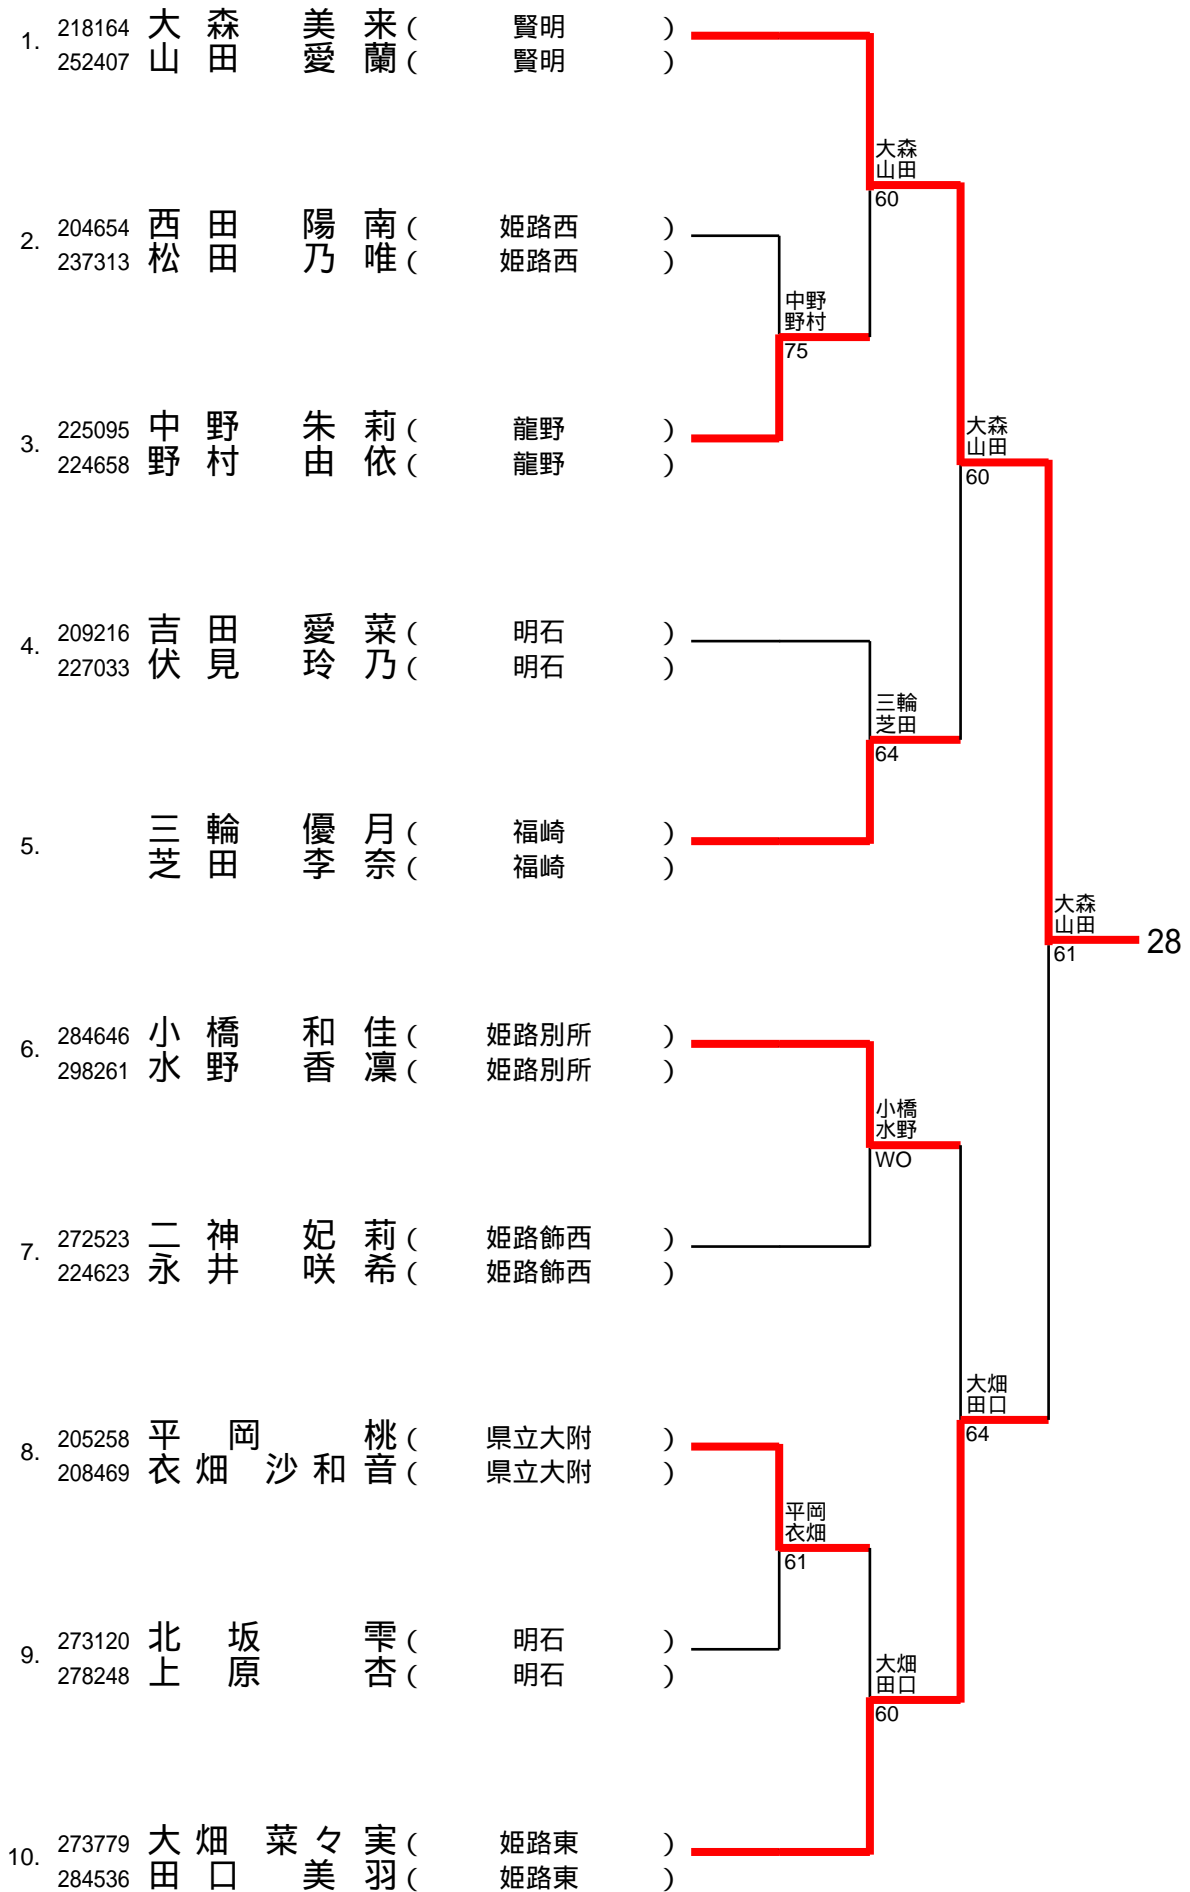 1. 218164 大森 美来 ( 賢明 )
252407 山田 愛蘭 ( 賢明 )
大森
山田
60
2. 204654 西田 陽南 ( 姫路西 )
237313 松田 乃唯 ( 姫路西 )
中野
野村
75
3. 225095 中野 朱莉 ( 龍野 )
224658 野村 由依 ( 龍野 )
大森
山田
60
4. 209216 吉田 愛菜 ( 明石 )
227033 伏見 玲乃 ( 明石 )
三輪
芝田
64
5. 三輪 優月 ( 福崎 )
芝田 李奈 ( 福崎 )
大森
山田
61
28
6. 284646 小橋 和佳 ( 姫路別所 )
298261 水野 香凜 ( 姫路別所 )
小橋
水野
WO
7. 272523 二神 妃莉 ( 姫路飾西 )
224623 永井 咲希 ( 姫路飾西 )
大畑
田口
64
8. 205258 平岡 桃 ( 県立大附 )
208469 衣畑 沙和音 ( 県立大附 )
平岡
衣畑
61
9. 273120 北坂 雫 ( 明石 )
278248 上原 杏 ( 明石 )
大畑
田口
60
10. 273779 大畑 菜々実 ( 姫路東 )
284536 田口 美羽 ( 姫路東 )